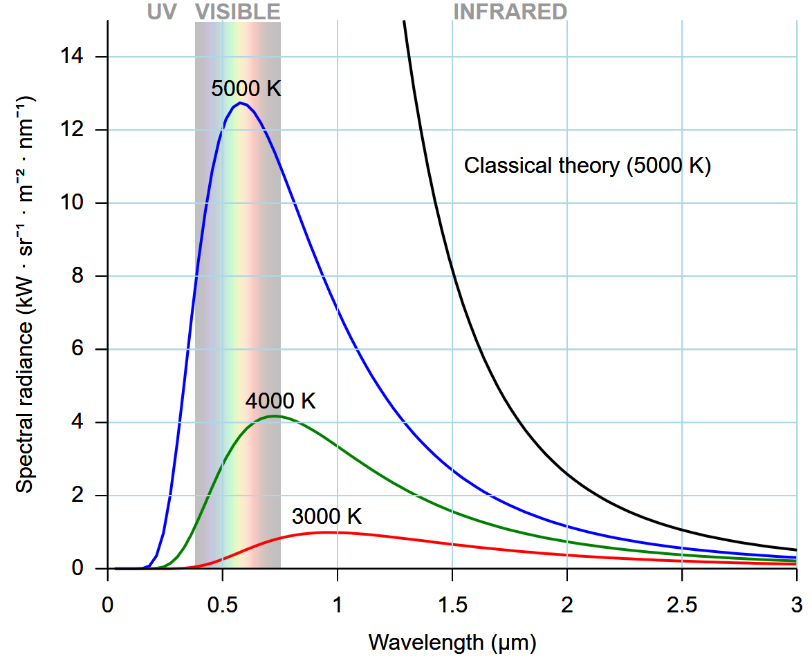 UV VISIBLE INFRARED
14
12
10
8
6
4
2
0
Spectral radiance (kW · sr⁻¹ · m⁻² · nm⁻¹)
5000 K
Classical theory (5000 K)
4000 K
3000 K
0 0.5 1 1.5 2 2.5 3
Wavelength (μm)